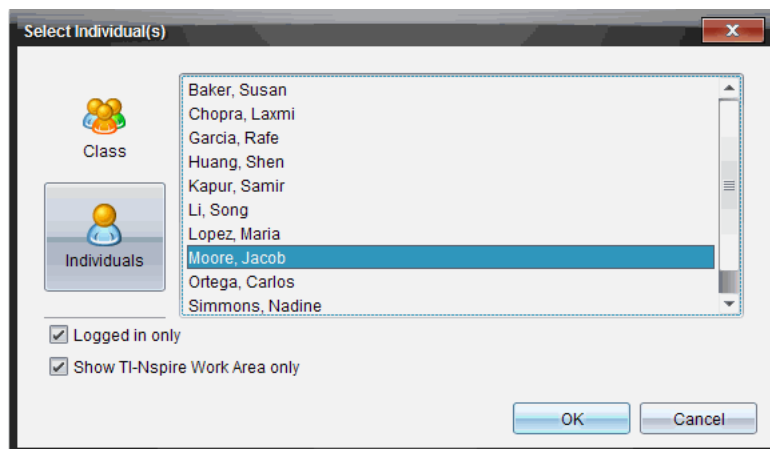 Select Individual(s)
x
Class
Individuals
Baker, Susan
Chopra, Laxmi
Garcia, Rafe
Huang, Shen
Kapur, Samir
Li, Song
Lopez, Maria
Moore, Jacob
Ortega, Carlos
Simmons, Nadine
Logged in only
Show TI-Nspire Work Area only
OK
Cancel